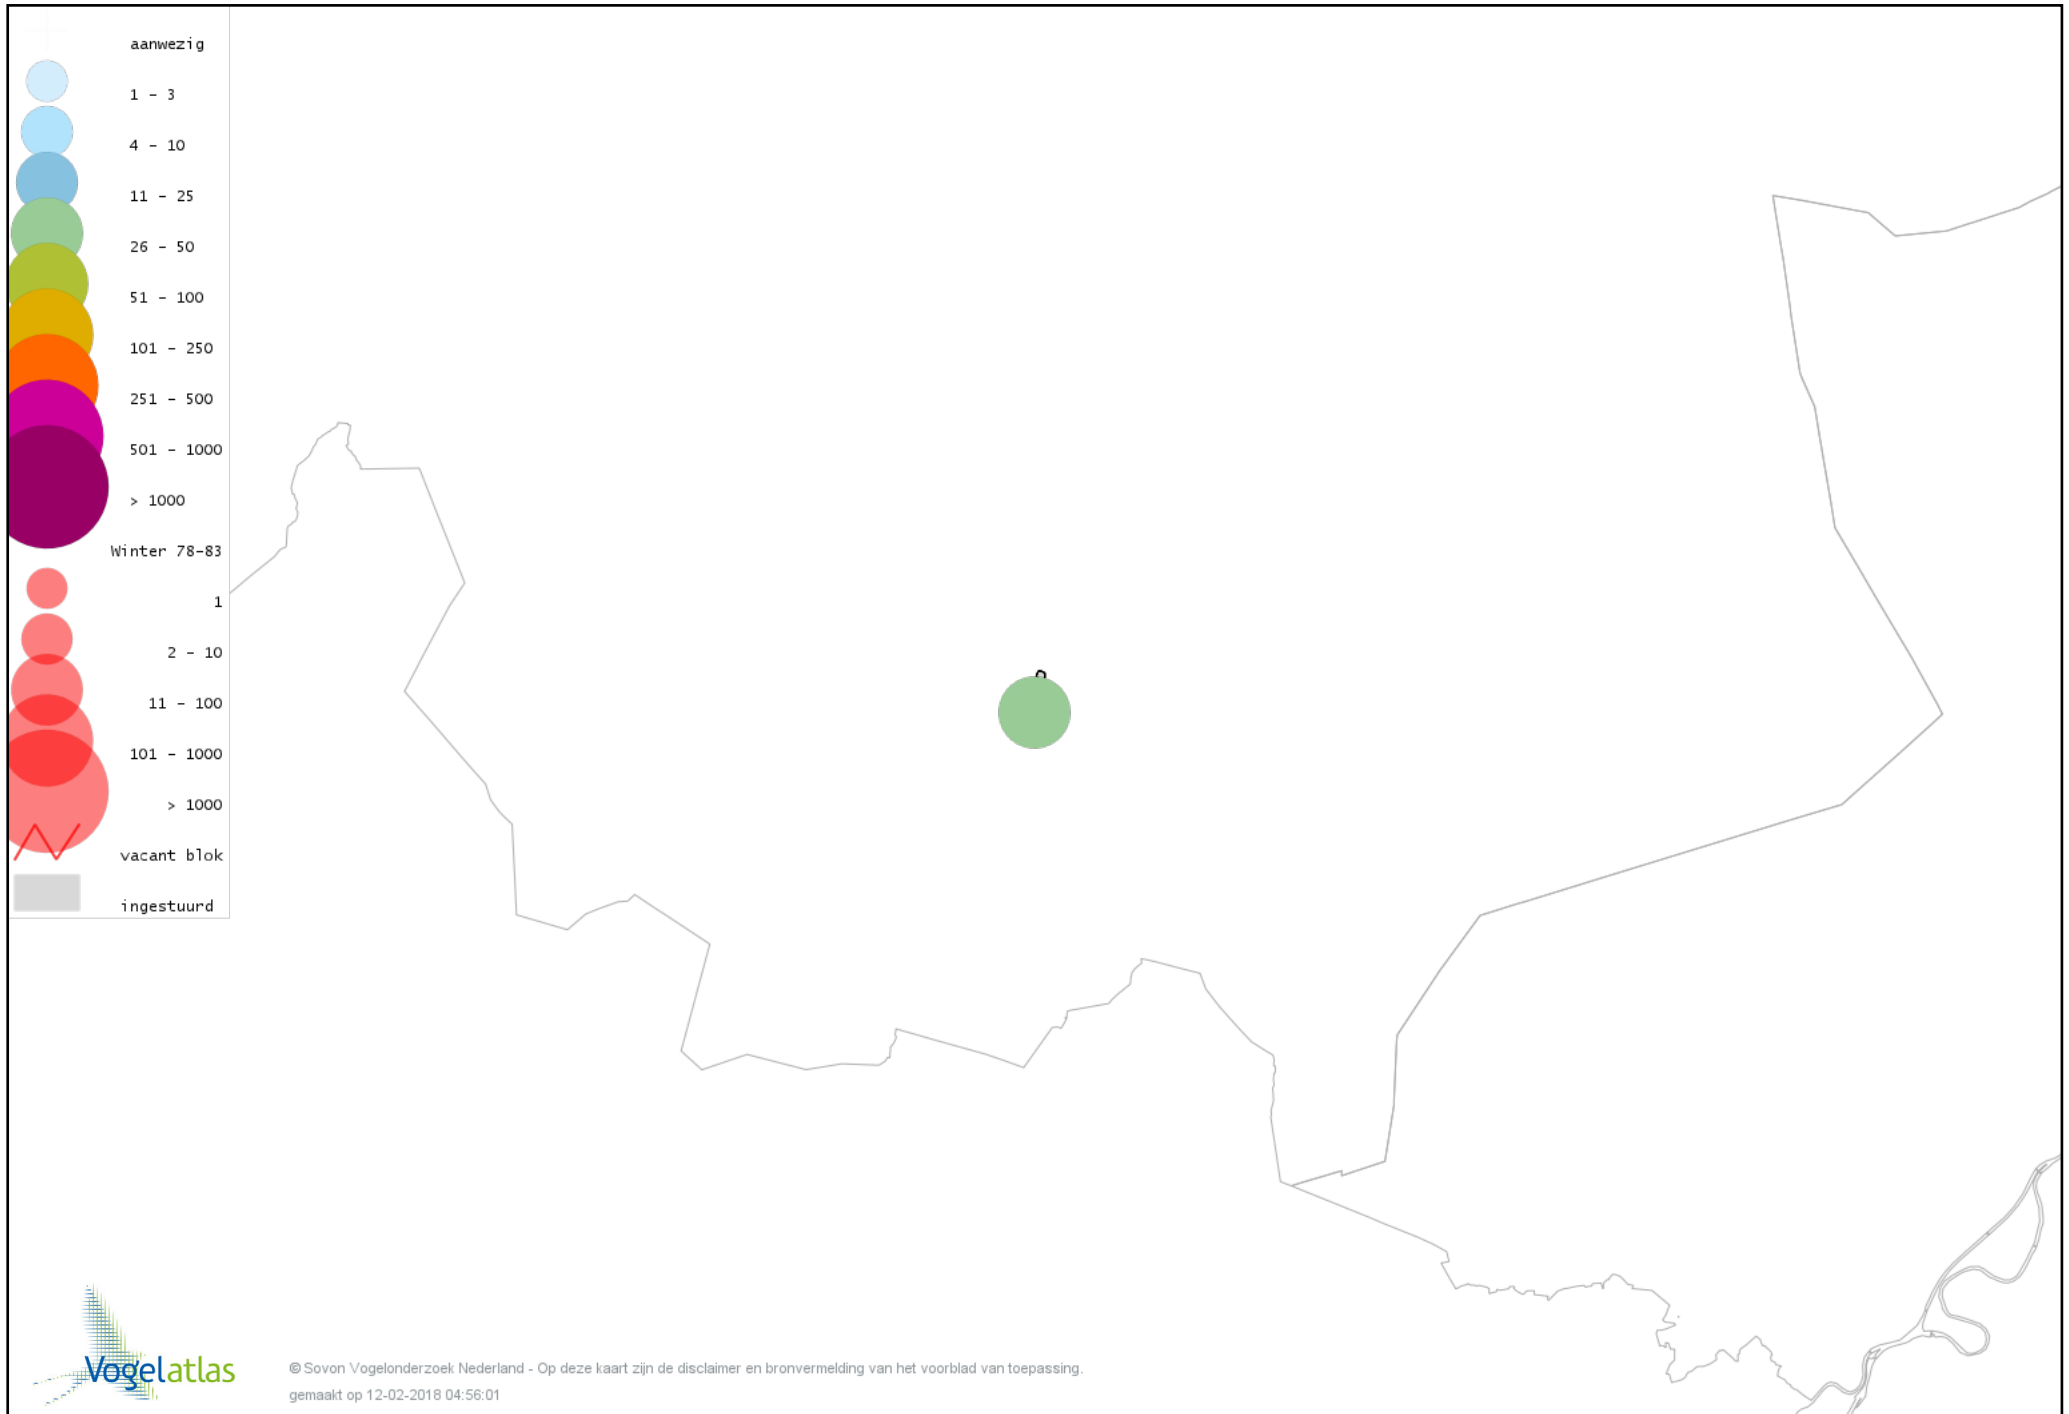 aanwezig
1 - 3
4 - 10
11 - 25
26 - 50
51 - 100
101 - 250
251 - 500
501 - 1000
> 1000
Winter 78-83
1
2 - 10
11 - 100
101 - 1000
> 1000
vacant blok
ingestuurd
Vogelatlas
© Sovon Vogelonderzoek Nederland - Op deze kaart zijn de disclaimer en bronvermelding van het voorblad van toepassing.
gemaakt op 12-02-2018 04:56:01